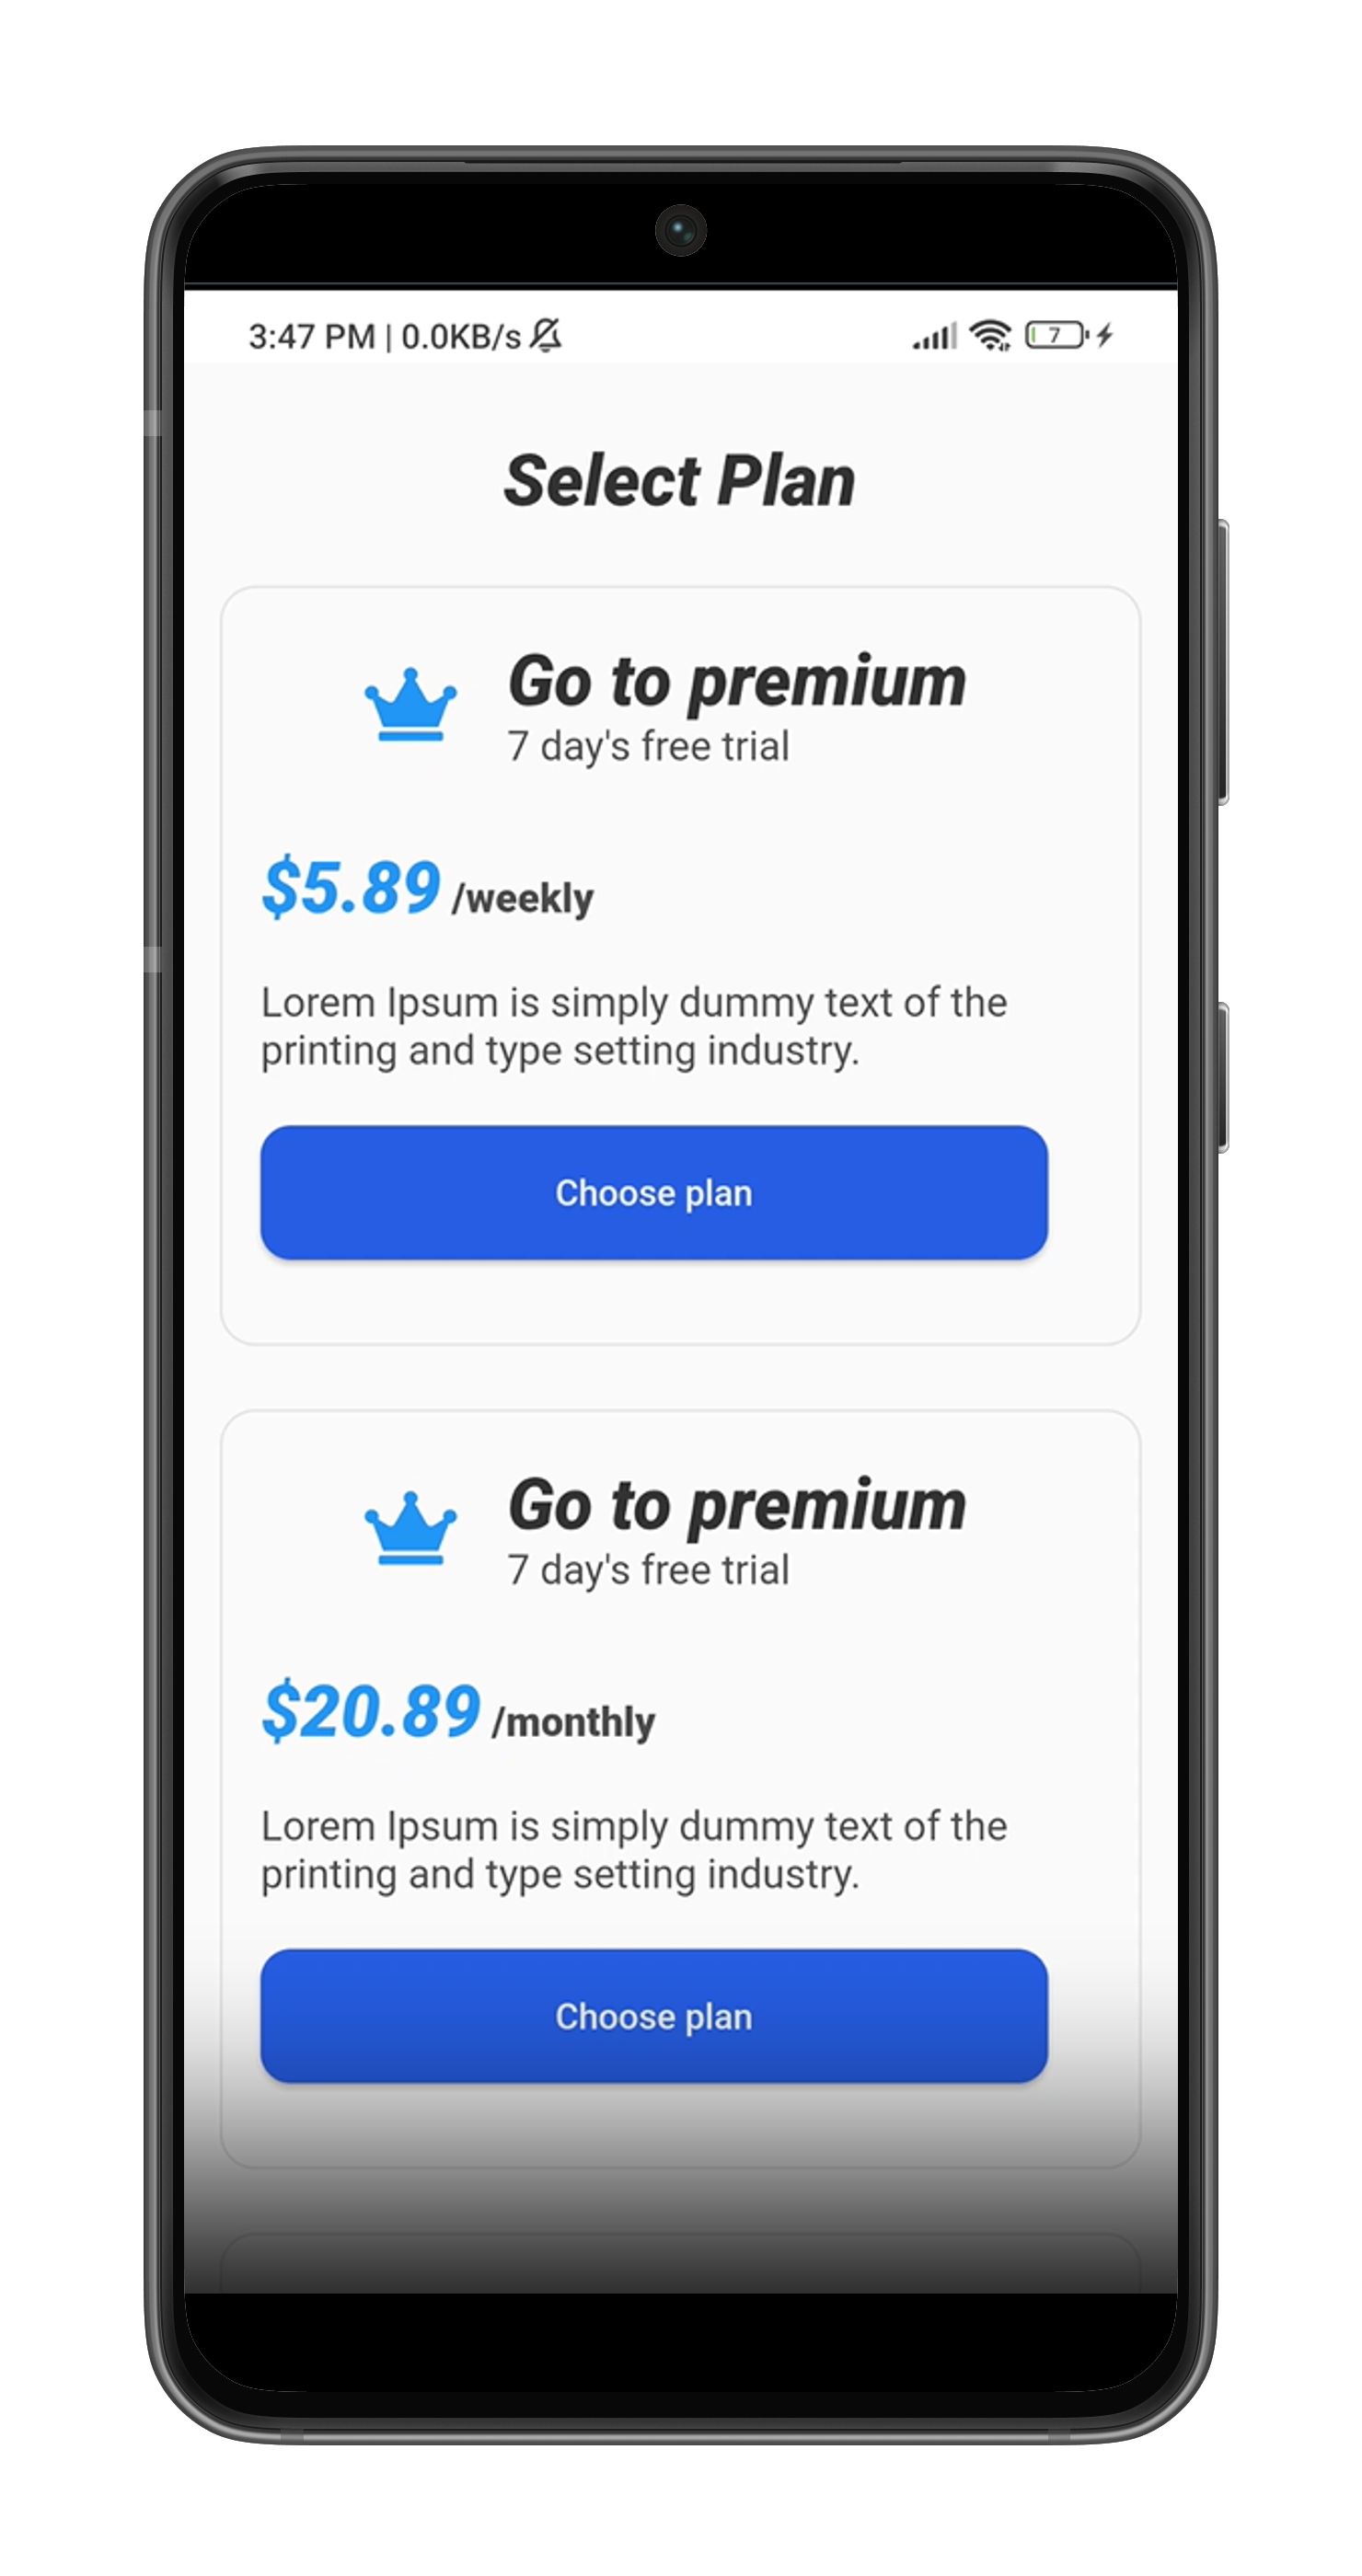 3:47 PM | 0.0KB/s
7
Select Plan
Go to premium
7 day's free trial
$5.89 /weekly
Lorem Ipsum is simply dummy text of the
printing and type setting industry.
Choose plan
Go to premium
7 day's free trial
$20.89 /monthly
Lorem Ipsum is simply dummy text of the
printing and type setting industry.
Choose plan